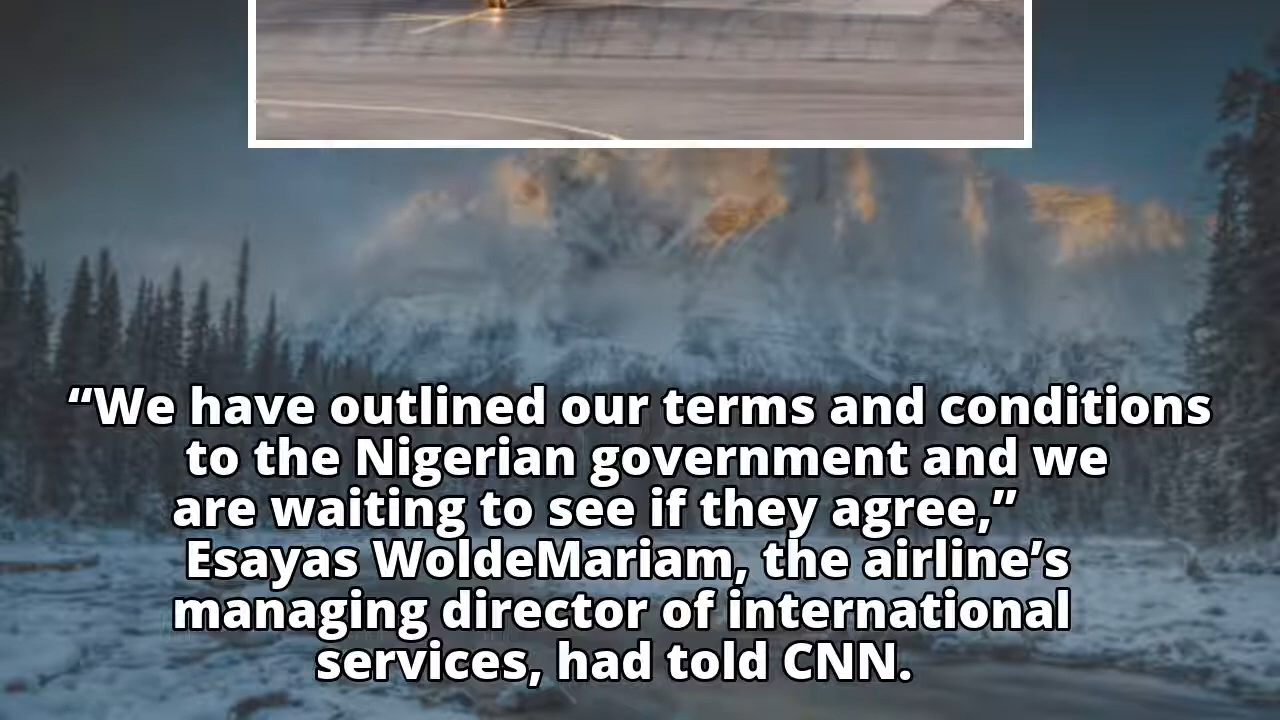 “We have outlined our terms and conditions
to the Nigerian government and we
are waiting to see if they agree,”
Esayas WoldeMariam, the airline’s
managing director of international
services, had told CNN.